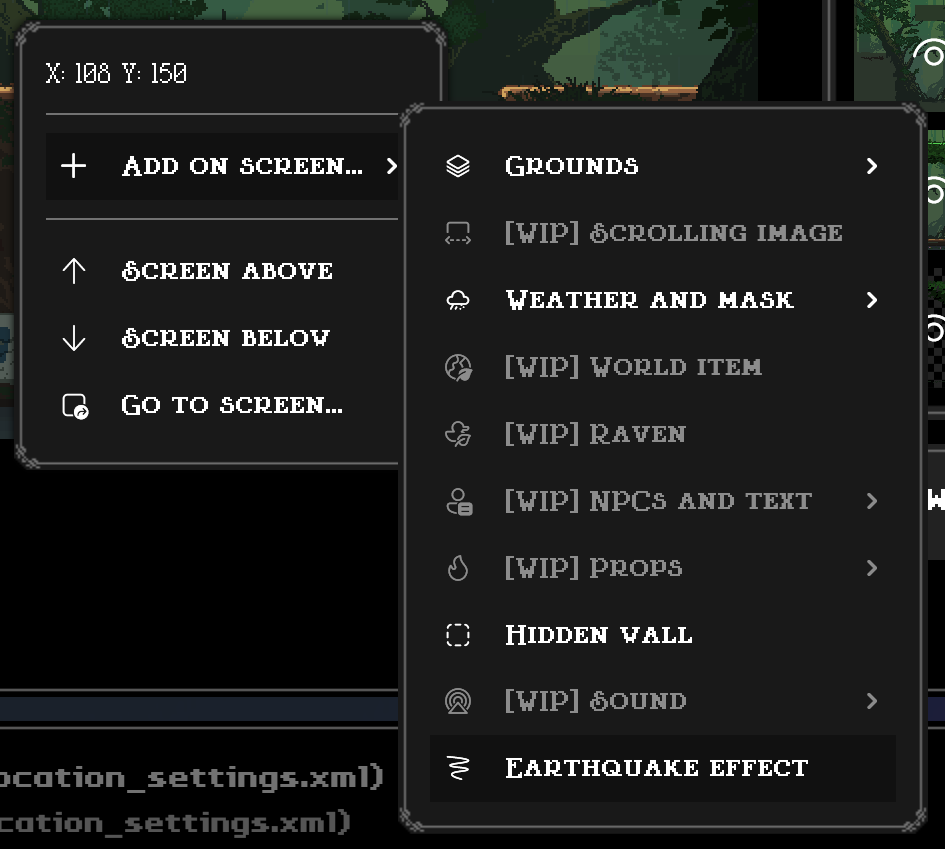 X: 108 Y: 150
Add on screen...
Screen above
Screen below
Go to screen...
Grounds
[WIP] Scrolling image
Weather and mask
[WIP] World item
[WIP] Raven
[WIP] NPCs and text
[WIP] Props
Hidden wall
[WIP] Sound
Earthquake effect
ocation_settings.xml)
cation_settings.xml)